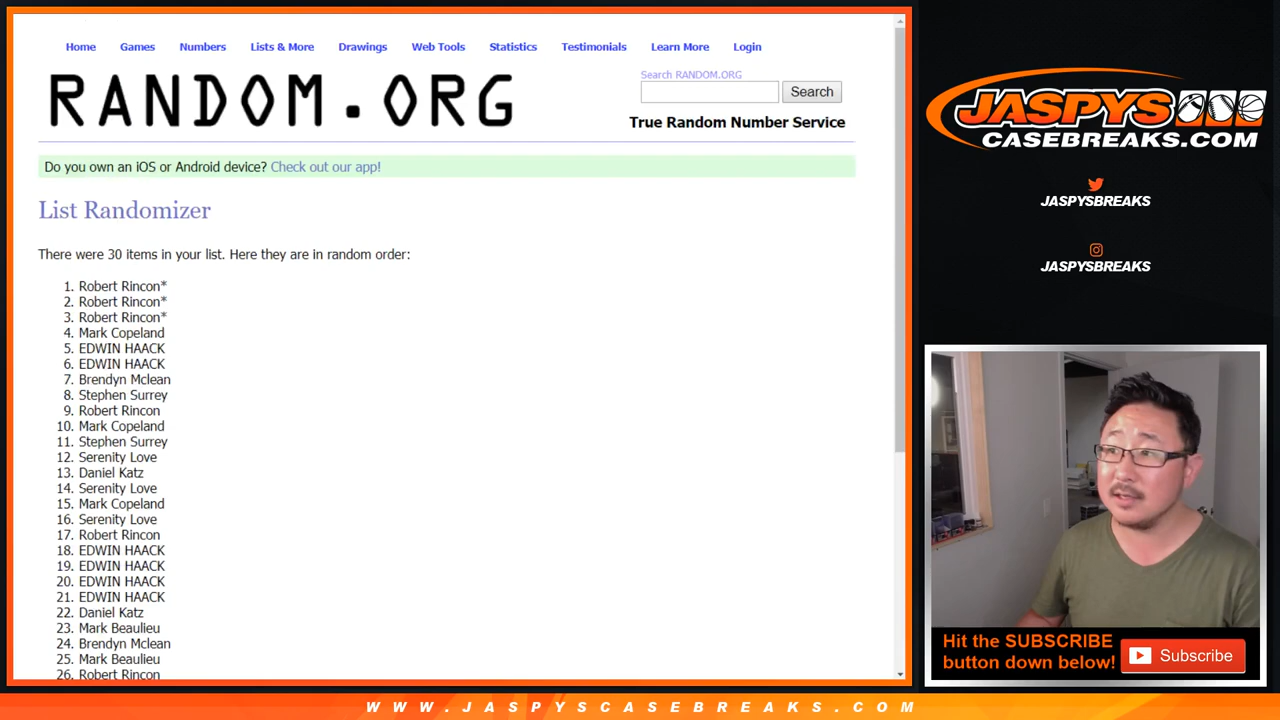 Home Games Numbers Lists & More Drawings Web Tools Statistics Testimonials Learn More Login
RANDOM.ORG
Search RANDOM.ORG
Search
True Random Number Service
Do you own an iOS or Android device? Check out our app!
List Randomizer
There were 30 items in your list. Here they are in random order:
1. Robert Rincon*
2. Robert Rincon*
3. Robert Rincon*
4. Mark Copeland
5. EDWIN HAACK
6. EDWIN HAACK
7. Brendyn Mclean
8. Stephen Surrey
9. Robert Rincon
10. Mark Copeland
11. Stephen Surrey
12. Serenity Love
13. Daniel Katz
14. Serenity Love
15. Mark Copeland
16. Serenity Love
17. Robert Rincon
18. EDWIN HAACK
19. EDWIN HAACK
20. EDWIN HAACK
21. EDWIN HAACK
22. Daniel Katz
23. Mark Beaulieu
24. Brendyn Mclean
25. Mark Beaulieu
26. Robert Rincon
JASPYS
CASEBREAKS.COM
JASPYSBREAKS
JASPYSBREAKS
Hit the SUBSCRIBE
button down below!
Subscribe
WWW.JASPYSCASEBREAKS.COM